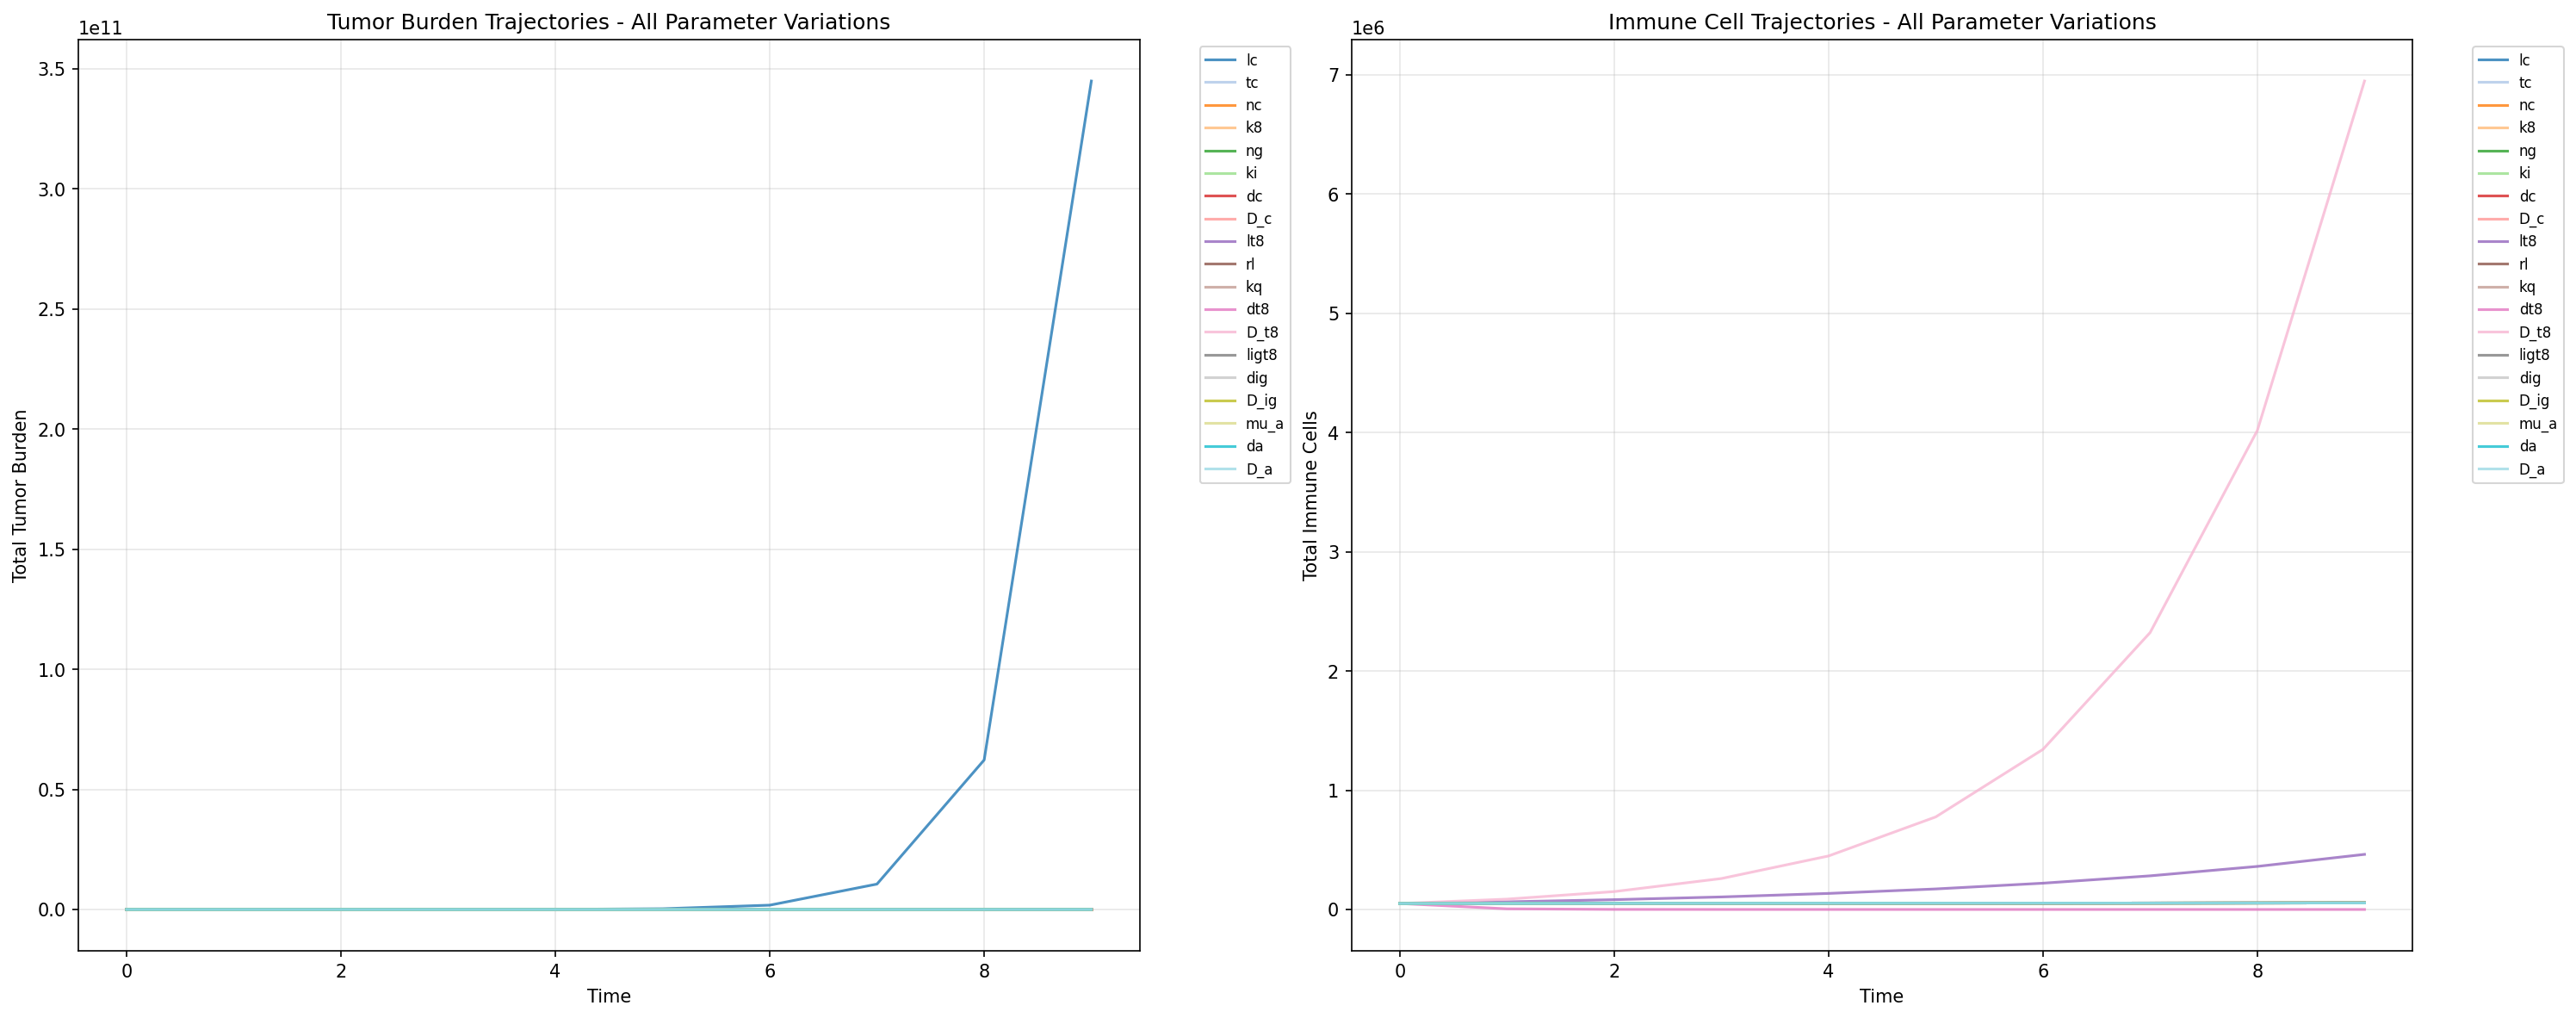 Tumor Burden Trajectories - All Parameter Variations
1e11
3.5
3.0
2.5
2.0
1.5
1.0
0.5
0.0
Total Tumor Burden
0 2 4 6 8
Time
lc
tc
nc
k8
ng
ki
dc
D_c
lt8
rl
kq
dt8
D_t8
ligt8
dig
D_ig
mu_a
da
D_a
Immune Cell Trajectories - All Parameter Variations
1e6
7
6
5
4
3
2
1
0
Total Immune Cells
0 2 4 6 8
Time
lc
tc
nc
k8
ng
ki
dc
D_c
lt8
rl
kq
dt8
D_t8
ligt8
dig
D_ig
mu_a
da
D_a